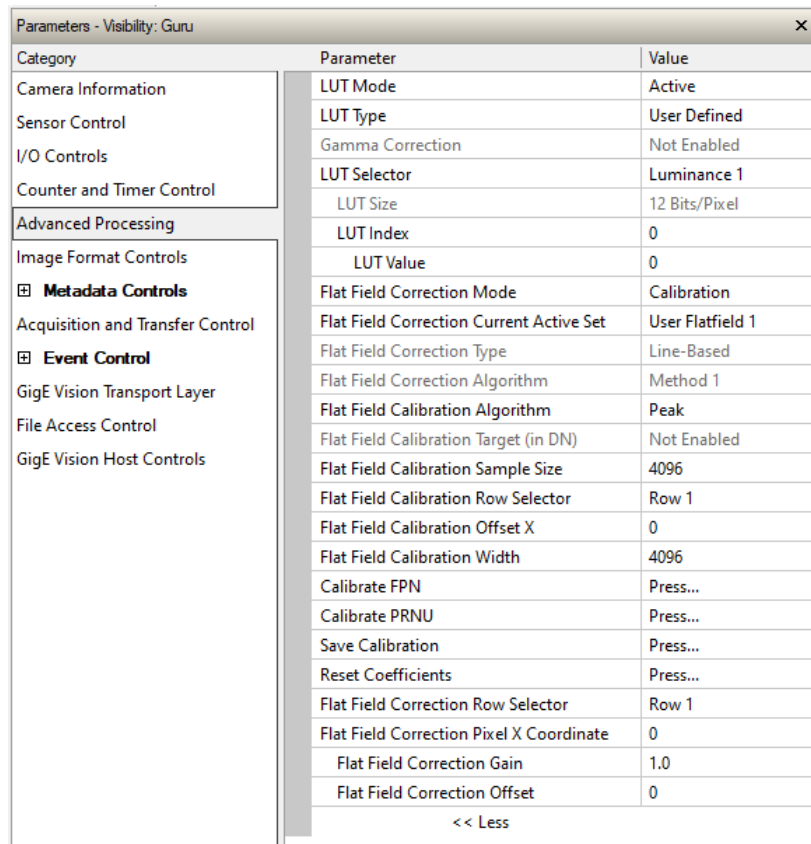 Parameters - Visibility: Guru
Category
Camera Information
Sensor Control
I/O Controls
Counter and Timer Control
Advanced Processing
Image Format Controls
Metadata Controls
Acquisition and Transfer Control
Event Control
GigE Vision Transport Layer
File Access Control
GigE Vision Host Controls
Parameter Value
LUT Mode Active
LUT Type User Defined
Gamma Correction Not Enabled
LUT Selector Luminance 1
LUT Size 12 Bits/Pixel
LUT Index 0
LUT Value 0
Flat Field Correction Mode Calibration
Flat Field Correction Current Active Set User Flatfield 1
Flat Field Correction Type Line-Based
Flat Field Correction Algorithm Method 1
Flat Field Calibration Algorithm Peak
Flat Field Calibration Target (in DN) Not Enabled
Flat Field Calibration Sample Size 4096
Flat Field Calibration Row Selector Row 1
Flat Field Calibration Offset X 0
Flat Field Calibration Width 4096
Calibrate FPN Press...
Calibrate PRNU Press...
Save Calibration Press...
Reset Coefficients Press...
Flat Field Correction Row Selector Row 1
Flat Field Correction Pixel X Coordinate 0
Flat Field Correction Gain 1.0
Flat Field Correction Offset 0
<< Less